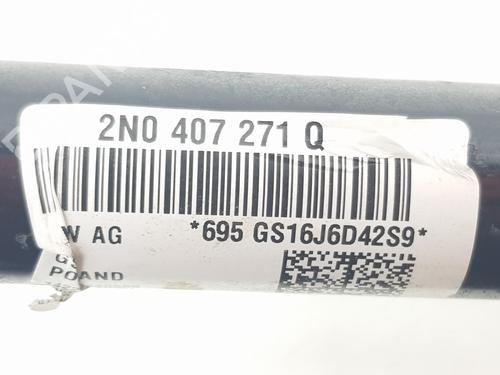 2N0 407 271 Q
W AG *695 GS16J6D42S9*
POAND